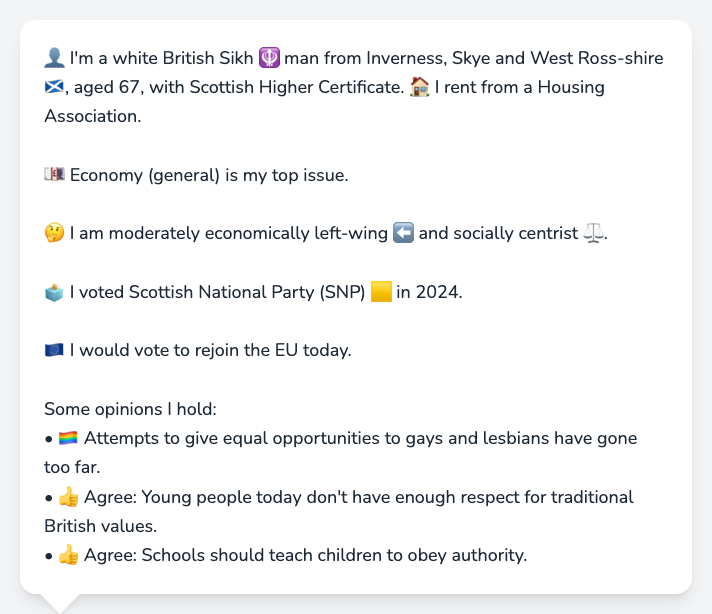 👤 I'm a white British Sikh 🪯 man from Inverness, Skye and West Ross-shire
🏴󠁧󠁢󠁳󠁣󠁴󠁿, aged 67, with Scottish Higher Certificate. 🏠 I rent from a Housing
Association.
💷 Economy (general) is my top issue.
🤔 I am moderately economically left-wing ⬅️ and socially centrist ⚖️.
🗳️ I voted Scottish National Party (SNP) 🟨 in 2024.
🇪🇺 I would vote to rejoin the EU today.
Some opinions I hold:
• 🏳️‍🌈 Attempts to give equal opportunities to gays and lesbians have gone
too far.
• 👍 Agree: Young people today don't have enough respect for traditional
British values.
• 👍 Agree: Schools should teach children to obey authority.